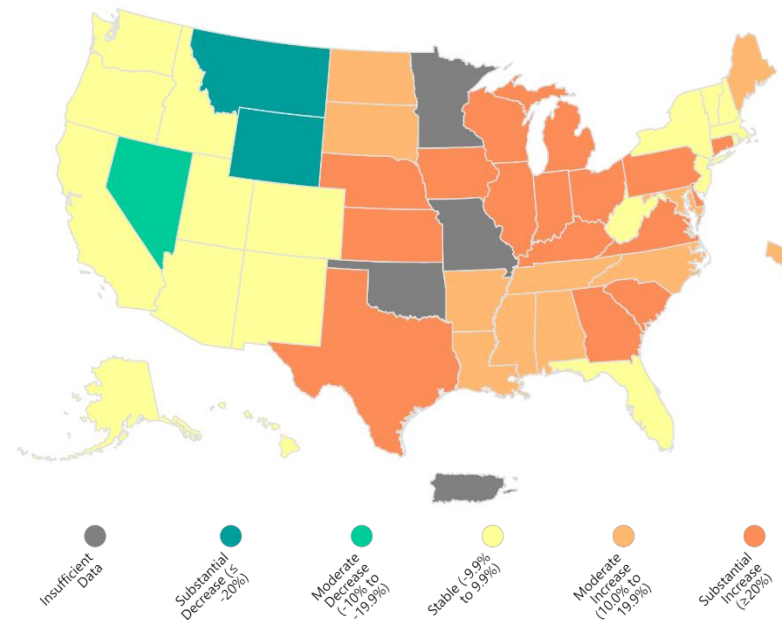 Insufficient
Data
Substantial
Decrease (≤
-20%)
Moderate
Decrease
(-10% to
-19.9%)
Stable (-9.9%
to 9.9%)
Moderate
Increase
(10.0% to
19.9%)
Substantial
Increase
(≥20%)